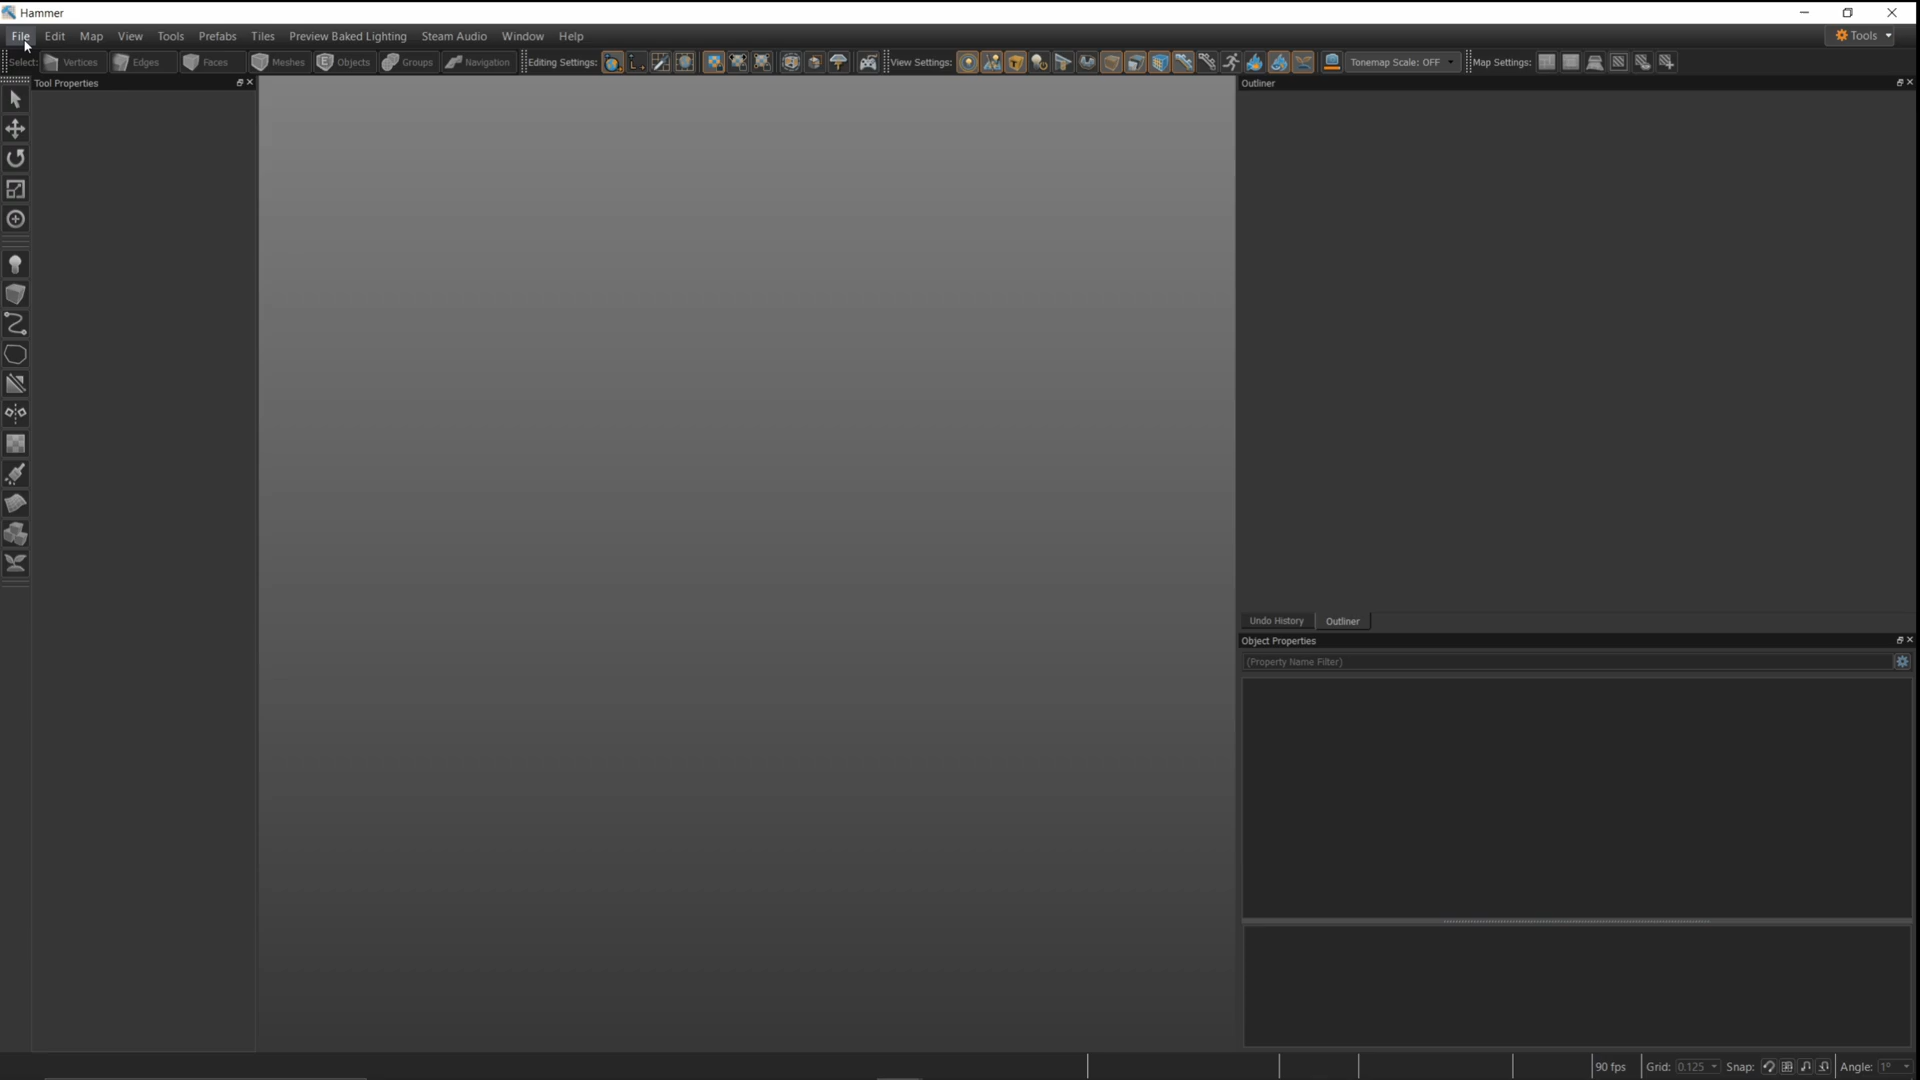 Hammer
File Edit Map View Tools Prefabs Tiles Preview Baked Lighting Steam Audio Window Help Tools
Select: Vertices Edges Faces Meshes Objects Groups Navigation Editing Settings: View Settings: Tonemap Scale: OFF Map Settings:
Tool Properties
Outliner
Undo History Outliner
Object Properties
(Property Name Filter)
90 fps Grid: 0.125 Snap: Angle: 1°